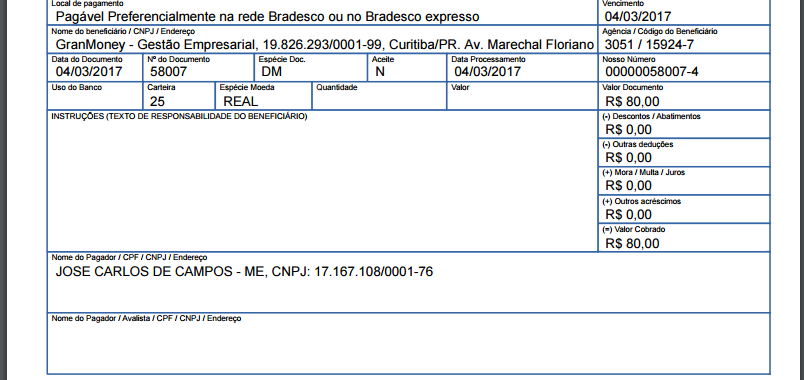 Local de pagamento Vencimento
Pagável Preferencialmente na rede Bradesco ou no Bradesco expresso 04/03/2017
Nome do beneficiário / CNPJ / Endereço Agência / Código do Beneficiário
GranMoney - Gestão Empresarial, 19.826.293/0001-99, Curitiba/PR. Av. Marechal Floriano 3051 / 15924-7
Data do Documento Nº do Documento Espécie Doc. Aceite Data Processamento Nosso Número
04/03/2017 58007 DM N 04/03/2017 00000058007-4
Uso do Banco Carteira Espécie Moeda Quantidade Valor Valor Documento
25 REAL R$ 80,00
INSTRUÇÕES (TEXTO DE RESPONSABILIDADE DO BENEFICIÁRIO) (-) Descontos / Abatimentos
R$ 0,00
(-) Outras deduções
R$ 0,00
(+) Mora / Multa / Juros
R$ 0,00
(+) Outros acréscimos
R$ 0,00
(=) Valor Cobrado
R$ 80,00
Nome do Pagador / CPF / CNPJ / Endereço
JOSE CARLOS DE CAMPOS - ME, CNPJ: 17.167.108/0001-76
Nome do Pagador / Avalista / CPF / CNPJ / Endereço